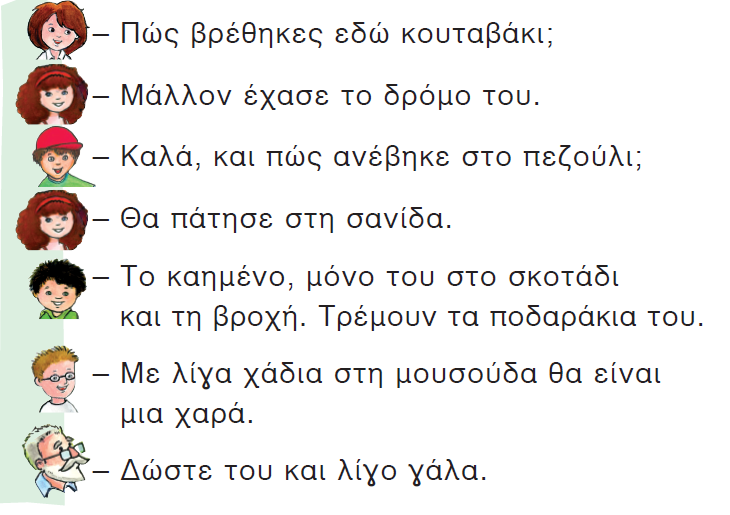 – Πώς βρέθηκες εδώ κουταβάκι;
– Μάλλον έχασε το δρόμο του.
– Καλά, και πώς ανέβηκε στο πεζούλι;
– Θα πάτησε στη σανίδα.
– Το καημένο, μόνο του στο σκοτάδι
και τη βροχή. Τρέμουν τα ποδαράκια του.
– Με λίγα χάδια στη μουσούδα θα είναι
μια χαρά.
– Δώστε του και λίγο γάλα.